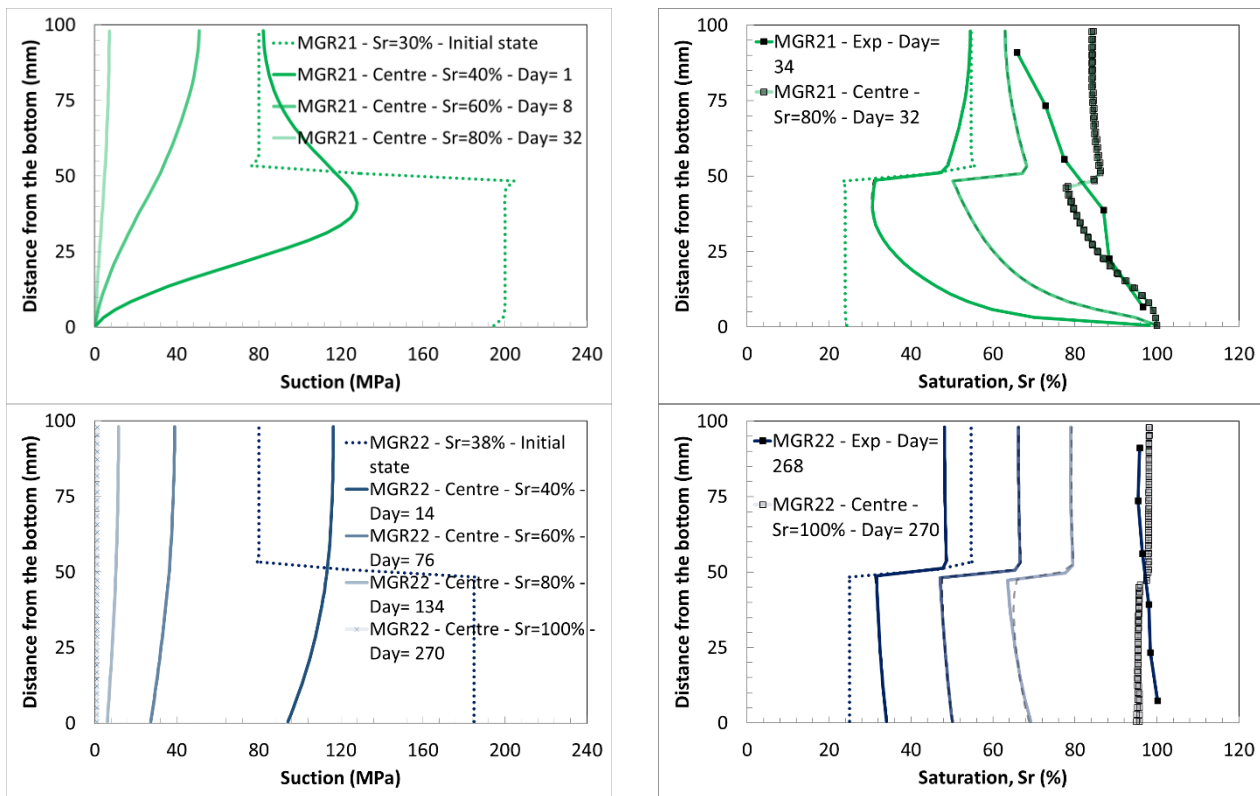 100
75
50
25
0
Distance from the bottom (mm)
MGR21 - Sr=30% - Initial state
MGR21 - Centre - Sr=40% - Day= 1
MGR21 - Centre - Sr=60% - Day= 8
MGR21 - Centre - Sr=80% - Day= 32
0 40 80 120 160 200 240
Suction (MPa)
100
75
50
25
0
Distance from the bottom (mm)
MGR21 - Exp - Day=
34
MGR21 - Centre -
Sr=80% - Day= 32
0 20 40 60 80 100 120
Saturation, Sr (%)
100
75
50
25
0
Distance from the bottom (mm)
MGR22 - Sr=38% - Initial
state
MGR22 - Centre - Sr=40% -
Day= 14
MGR22 - Centre - Sr=60% -
Day= 76
MGR22 - Centre - Sr=80% -
Day= 134
MGR22 - Centre - Sr=100% -
Day= 270
0 40 80 120 160 200 240
Suction (MPa)
100
75
50
25
0
Distance from the bottom (mm)
MGR22 - Exp - Day=
268
MGR22 - Centre -
Sr=100% - Day= 270
0 20 40 60 80 100 120
Saturation, Sr (%)